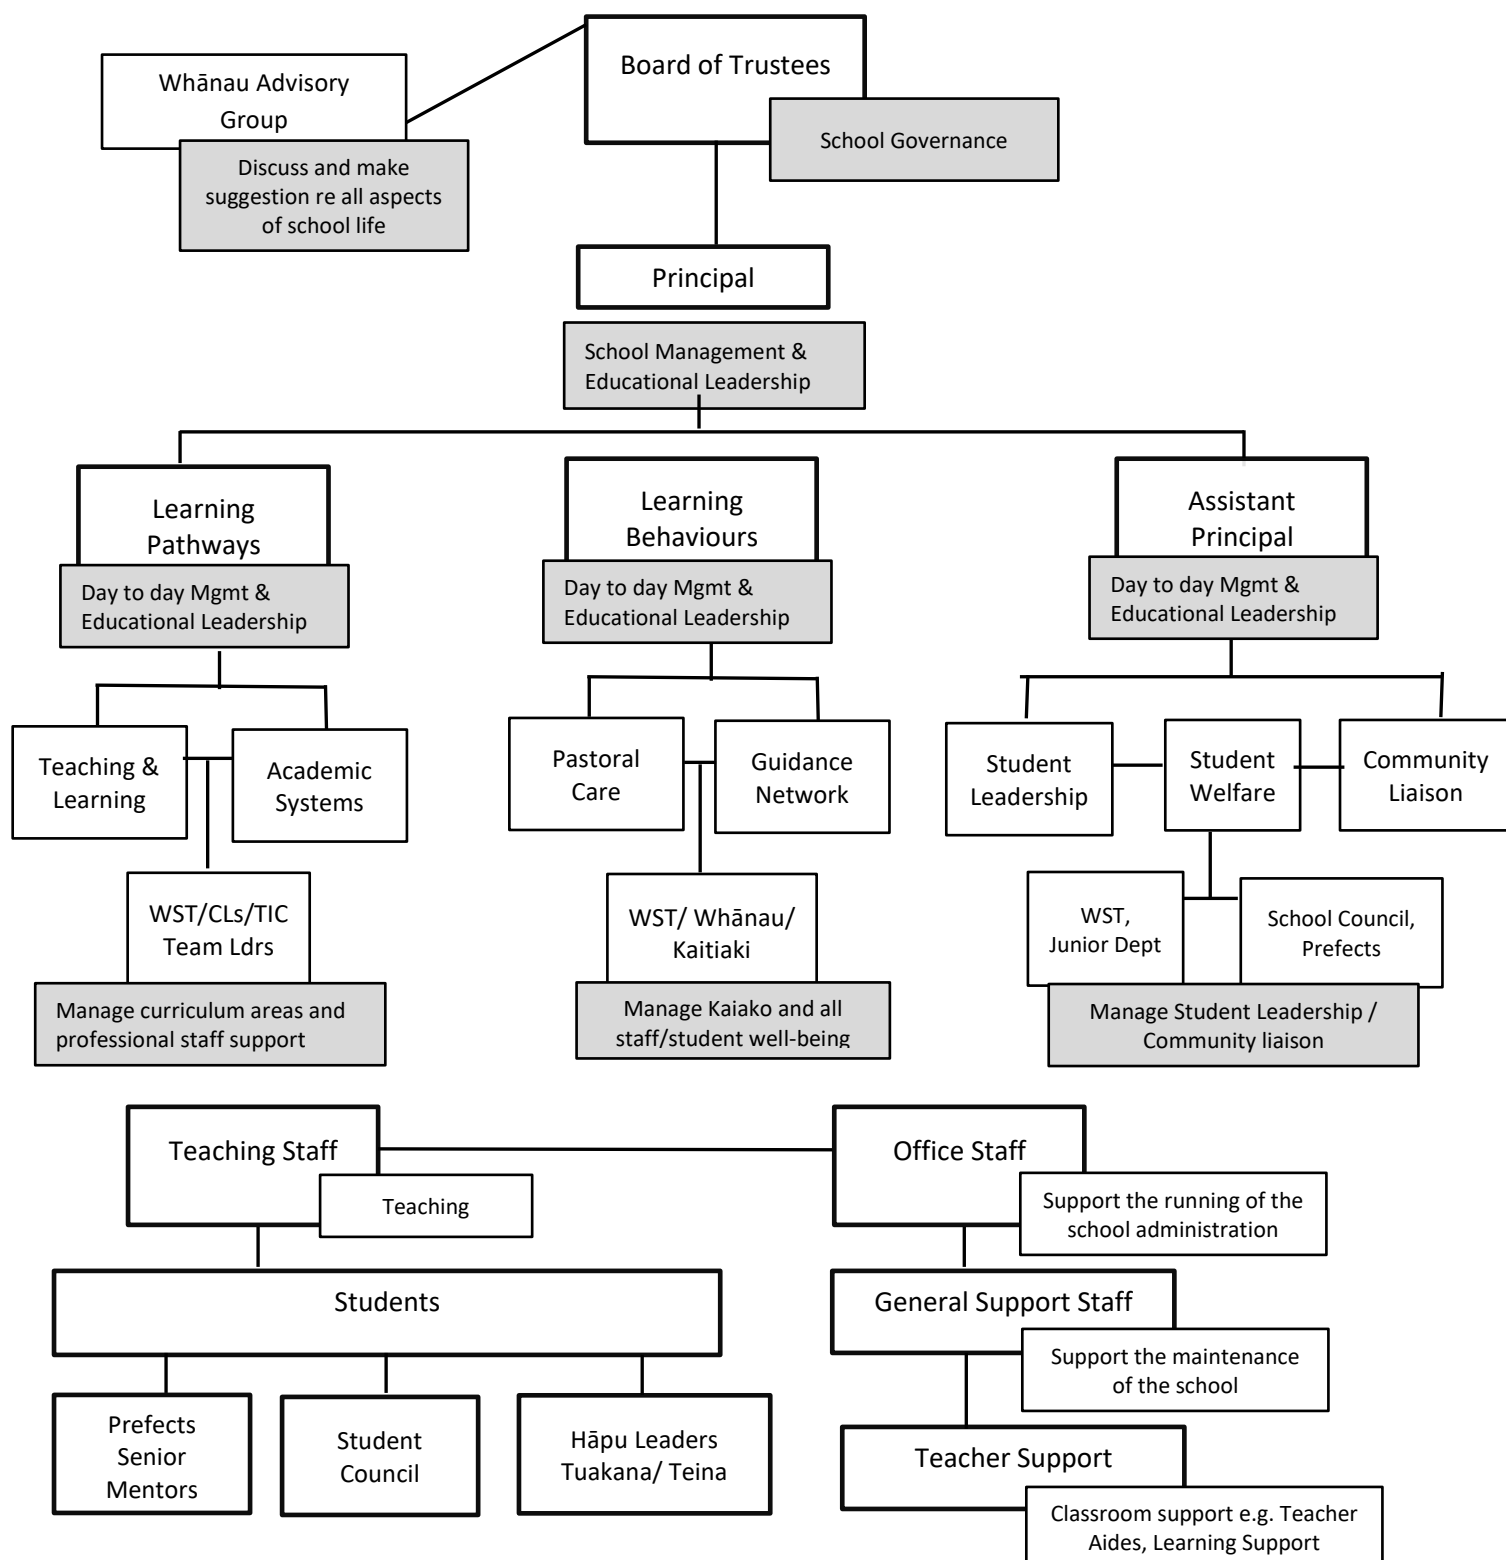 Board of Trustees
School Governance
Whānau Advisory
Group
Discuss and make
suggestion re all aspects
of school life
Principal
School Management &
Educational Leadership
Learning
Pathways
Day to day Mgmt &
Educational Leadership
Learning
Behaviours
Day to day Mgmt &
Educational Leadership
Assistant
Principal
Day to day Mgmt &
Educational Leadership
Teaching &
Learning
Academic
Systems
Pastoral
Care
Guidance
Network
Student
Leadership
Student
Welfare
Community
Liaison
WST/CLs/TIC
Team Ldrs
Manage curriculum areas and
professional staff support
WST/ Whānau/
Kaitiaki
Manage Kaiako and all
staff/student well-being
WST,
Junior Dept
School Council,
Prefects
Manage Student Leadership /
Community liaison
Teaching Staff
Teaching
Office Staff
Support the running of the
school administration
Students
General Support Staff
Support the maintenance
of the school
Prefects
Senior
Mentors
Student
Council
Hāpu Leaders
Tuakana/ Teina
Teacher Support
Classroom support e.g. Teacher
Aides, Learning Support